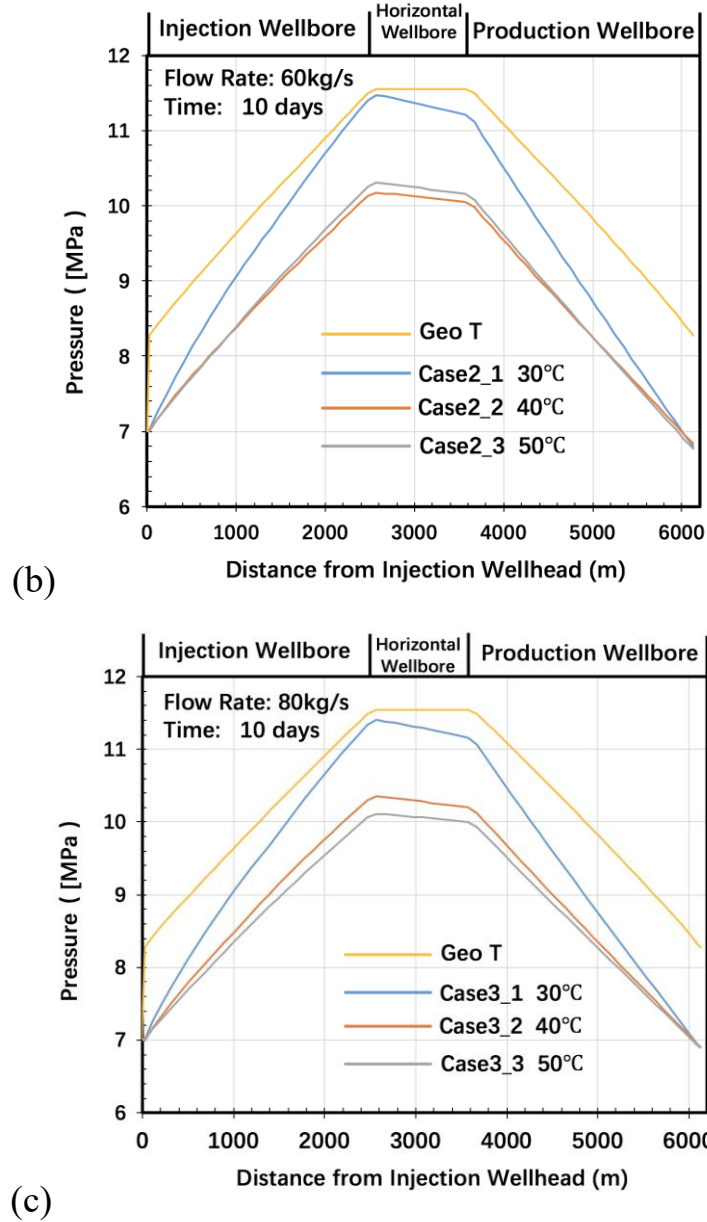 Injection Wellbore
Horizontal
Wellbore
Production Wellbore
12
Flow Rate: 60kg/s
Time: 10 days
11
10
9
8
7
6
Pressure ( [MPa )
Geo T
Case2_1 30℃
Case2_2 40℃
Case2_3 50℃
0 1000 2000 3000 4000 5000 6000
Distance from Injection Wellhead (m)
(b)
Injection Wellbore
Horizontal
Wellbore
Production Wellbore
12
Flow Rate: 80kg/s
Time: 10 days
11
10
9
8
7
6
Pressure ( [MPa )
Geo T
Case3_1 30℃
Case3_2 40℃
Case3_3 50℃
0 1000 2000 3000 4000 5000 6000
Distance from Injection Wellhead (m)
(c)